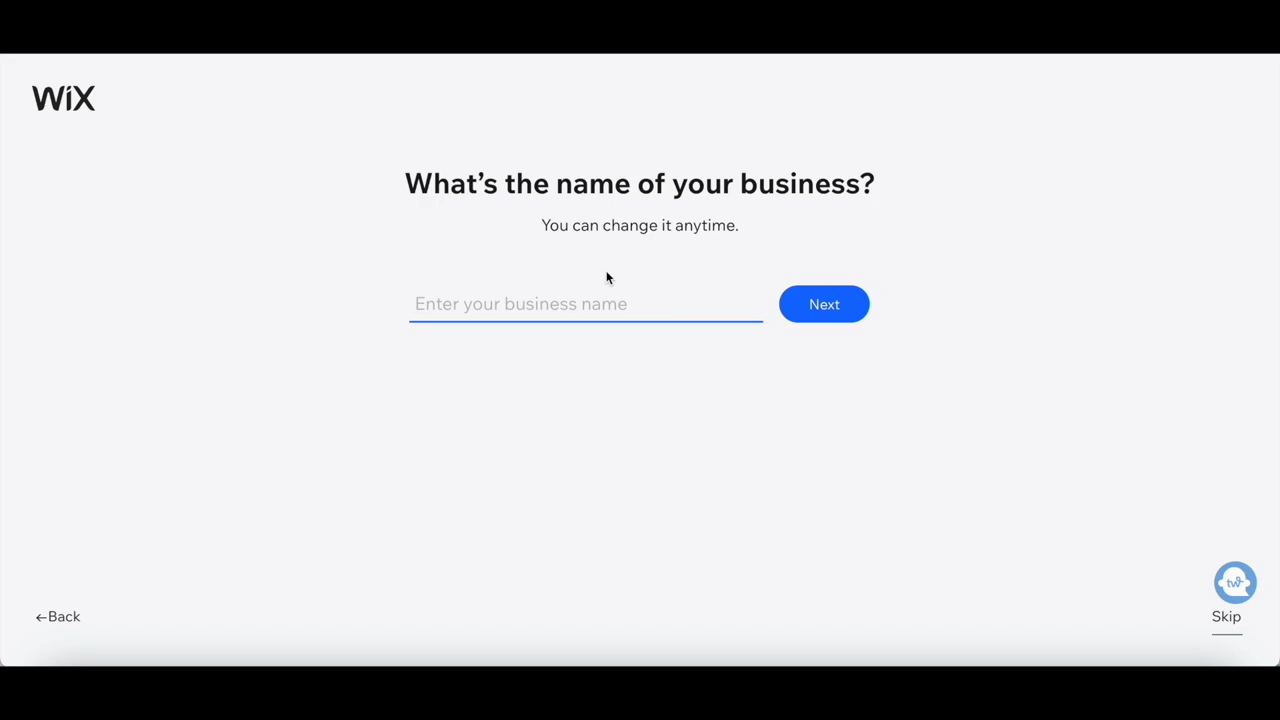 WiX
What's the name of your business?
You can change it anytime.
Enter your business name
Next
tw
←Back
Skip